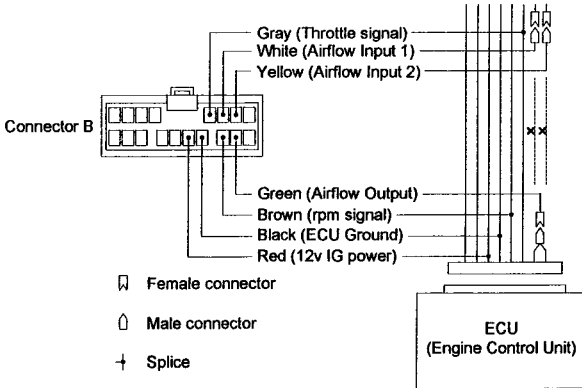 Gray (Throttle signal)
White (Airflow Input 1)
Yellow (Airflow Input 2)
Connector B
Green (Airflow Output)
Brown (rpm signal)
Black (ECU Ground)
Red (12v IG power)
Female connector
Male connector
Splice
ECU
(Engine Control Unit)